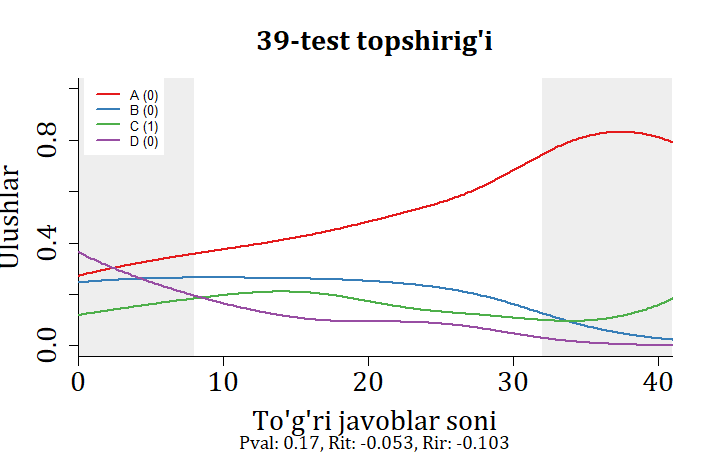 39-test topshirig'i
A (0)
B (0)
C (1)
D (0)
Ulushlar
0.0
0.4
0.8
0
10
20
30
40
To'g'ri javoblar soni
Pval: 0.17, Rit: -0.053, Rir: -0.103